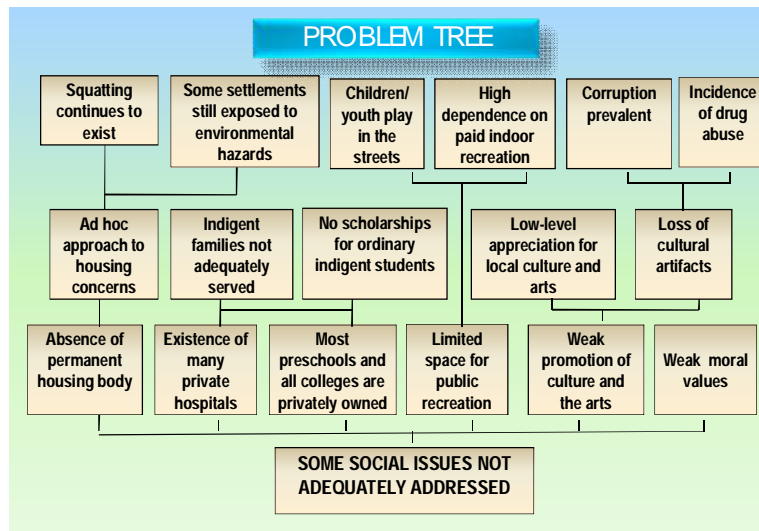 PROBLEM TREE
Squatting
continues to
exist
Some settlements
still exposed to
environmental
hazards
Children/
youth play
in the
streets
High
dependence on
paid indoor
recreation
Corruption
prevalent
Incidence
of drug
abuse
Ad hoc
approach to
housing
concerns
Indigent
families not
adequately
served
No scholarships
for ordinary
indigent students
Low-level
appreciation for
local culture and
arts
Loss of
cultural
artifacts
Absence of
permanent
housing body
Existence of
many
private
hospitals
Most
preschools and
all colleges are
privately owned
Limited
space for
public
recreation
Weak
promotion of
culture and
the arts
Weak moral
values
SOME SOCIAL ISSUES NOT
ADEQUATELY ADDRESSED